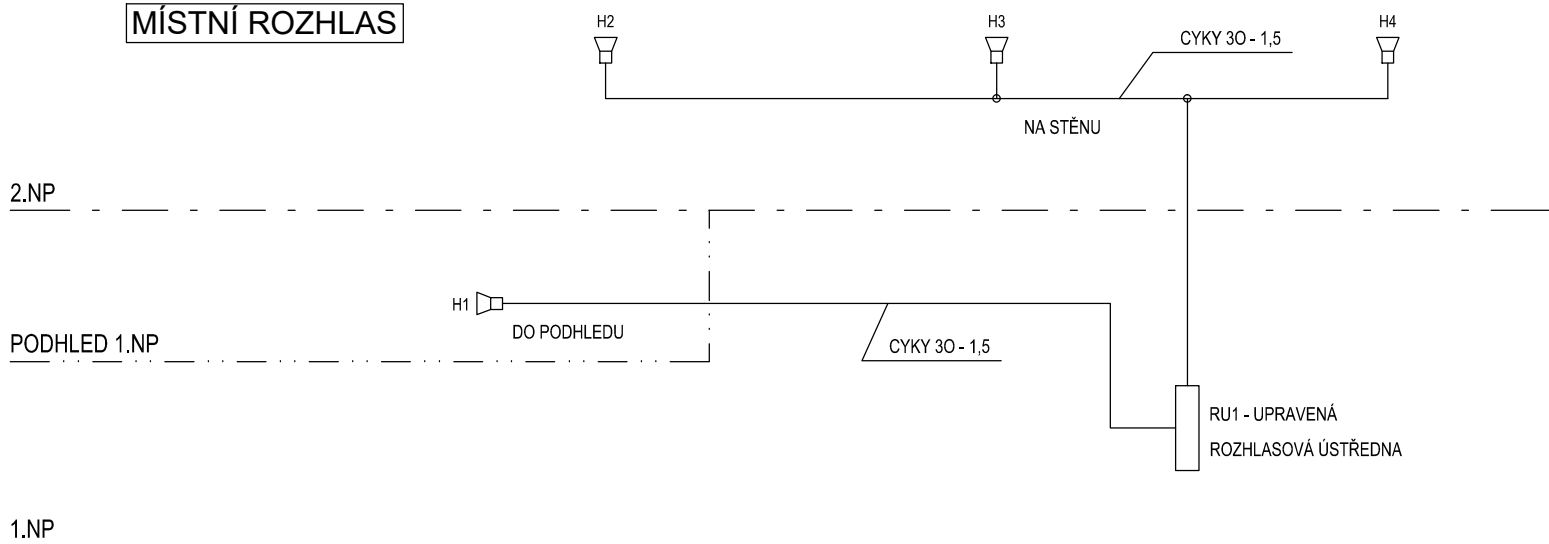 MÍSTNÍ ROZHLAS
H2
H3
H4
CYKY 3O - 1,5
NA STĚNU
2.NP
H1
DO PODHLEDU
PODHLED 1.NP
CYKY 3O - 1,5
RU1 - UPRAVENÁ
ROZHLASOVÁ ÚSTŘEDNA
1.NP